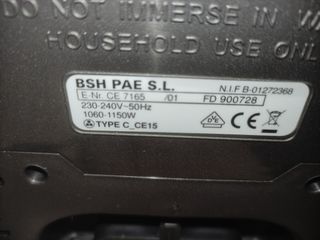 DO NOT IMMERSE IN WA
HOUSEHOLD USE ONL
BSH PAE S.L. N.I.F B-01272368
E-Nr. CE 7165 /01 FD 900728
230-240V~50Hz
1060-1150W
TYPE C_CE15